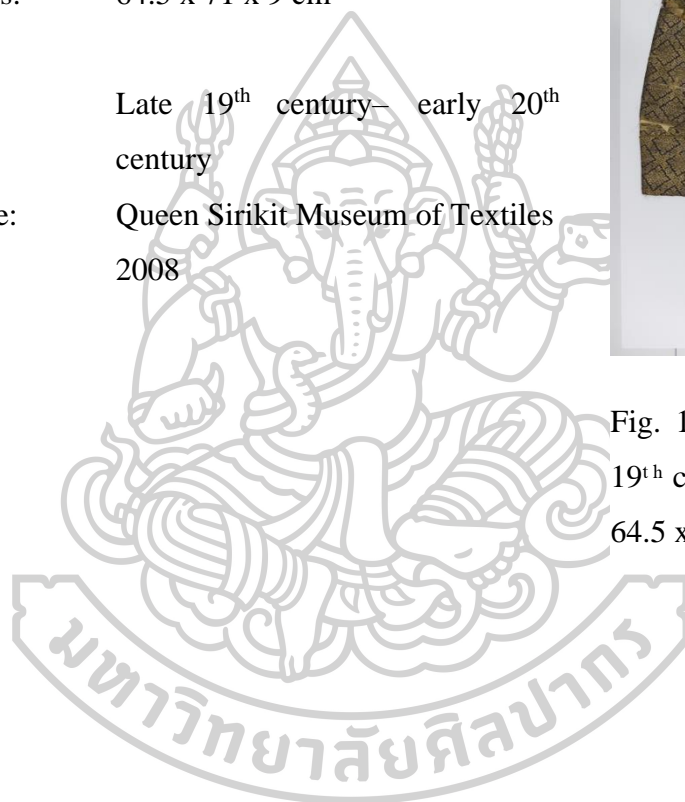 s: 64.5 x 71 x 9 cm
Late 19th century– early 20th
century
e: Queen Sirikit Museum of Textiles
2008
Fig. 1
19th c
64.5 x
มหาวิทยาลัยศิลปากร